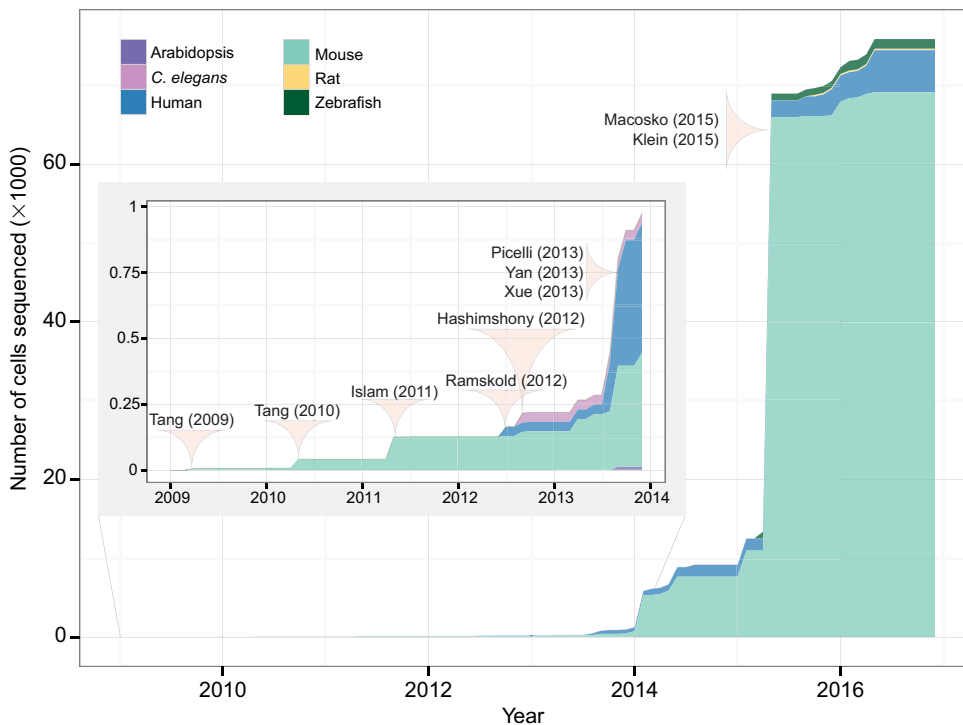 Arabidopsis
C. elegans
Human
Mouse
Rat
Zebrafish
Macosko (2015)
Klein (2015)
Number of cells sequenced (×1000)
60
40
20
0
1
0.75
0.5
0.25
0
Picelli (2013)
Yan (2013)
Xue (2013)
Hashimshony (2012)
Ramskold (2012)
Islam (2011)
Tang (2010)
Tang (2009)
2009 2010 2011 2012 2013 2014
2010 2012 2014 2016
Year